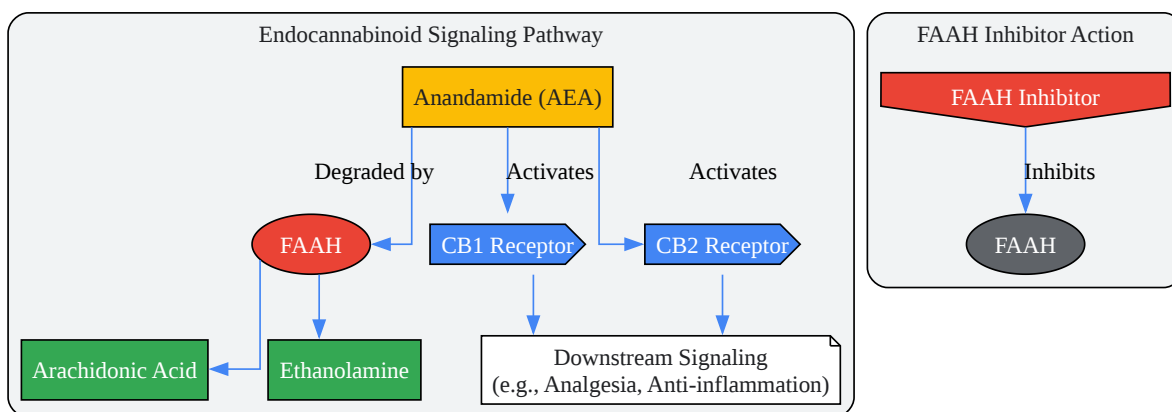 Endocannabinoid Signaling Pathway
Anandamide (AEA)
Degraded by
Activates
Activates
FAAH
CB1 Receptor
CB2 Receptor
Arachidonic Acid
Ethanolamine
Downstream Signaling
(e.g., Analgesia, Anti-inflammation)
FAAH Inhibitor Action
FAAH Inhibitor
Inhibits
FAAH